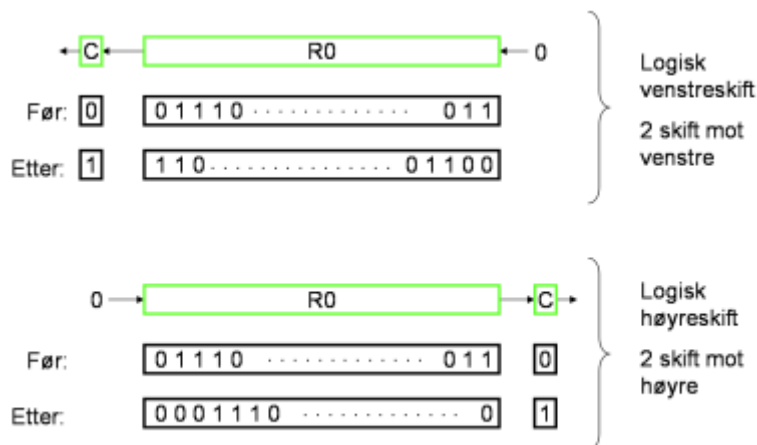 C R0 0
Logisk
venstreskift
2 skift mot
venstre
Før: 0 01110 · · · · · · · · · · · · · 011
Etter: 1 110 · · · · · · · · · · · · · · · 01100
0 R0 C
Logisk
høyreskift
2 skift mot
høyre
Før: 01110 · · · · · · · · · · · · · 011 0
Etter: 0001110 · · · · · · · · · · · · · 0 1